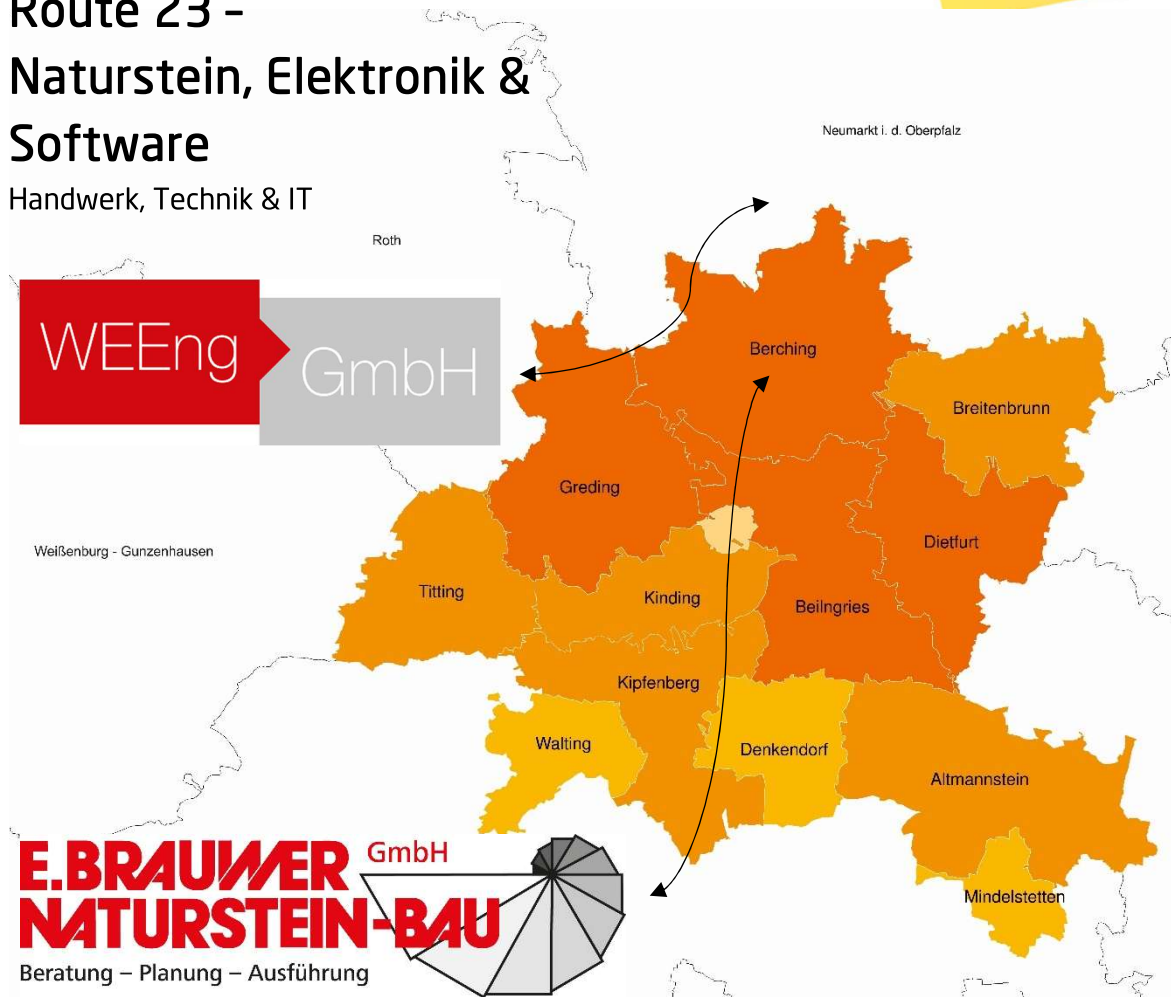 Route 23 –
Naturstein, Elektronik &
Software
Handwerk, Technik & IT
Neumarkt i. d. Oberpfalz
Roth
WEEng
GmbH
Berching
Breitenbrunn
Greding
Dietfurt
Weißenburg - Gunzenhausen
Titting
Kinding
Beilngries
Kipfenberg
Walting
Denkendorf
Altmannstein
Mindelstetten
E.BRAUWER GmbH
NATURSTEIN-BAU
Beratung – Planung – Ausführung